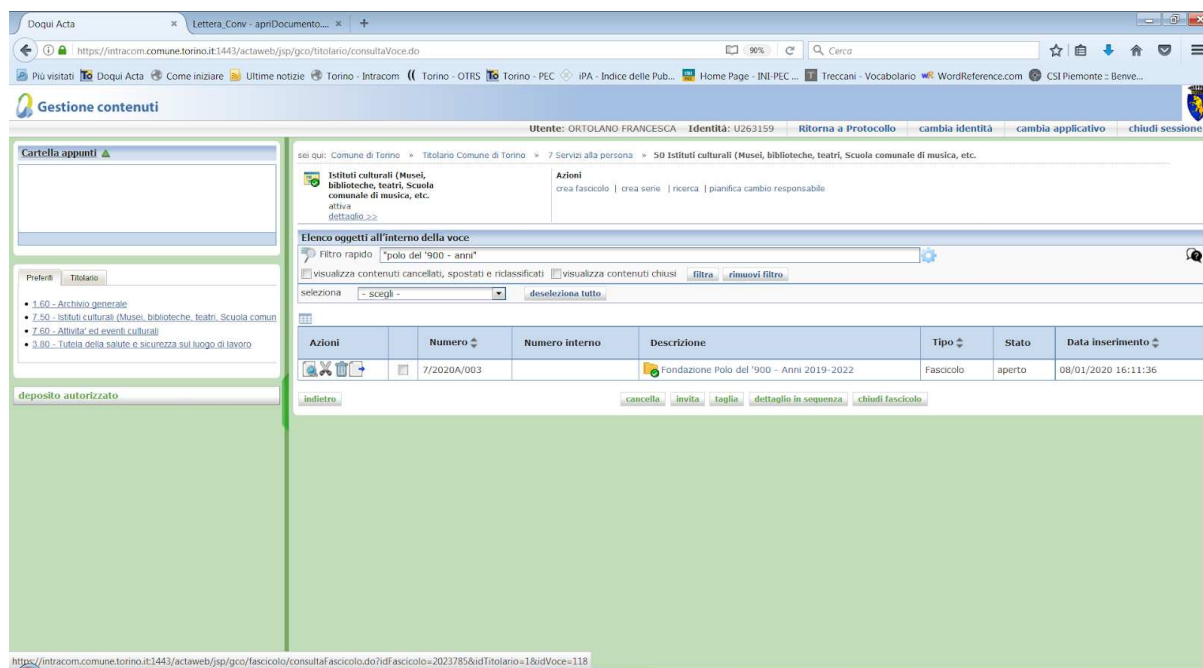 Doqui Acta
Lettera_Conv - apriDocumento....
https://intracom.comune.torino.it:1443/actaweb/jsp/gco/titolario/consultaVoce.do
90%
Cerca
Più visitati
Doqui Acta
Come iniziare
Ultime notizie
Torino - Intracom
Torino - OTRS
Torino - PEC
iPA - Indice delle Pub...
Home Page - INI-PEC ...
Treccani - Vocabolario
WordReference.com
CSI Piemonte :: Benve...
Gestione contenuti
Utente: ORTOLANO FRANCESCA Identità: U263159 Ritorna a Protocollo cambia identità cambia applicativo chiudi sessione
Cartella appunti
Preferiti Titolario
• 1.60 - Archivio generale
• 7.50 - Istituti culturali (Musei, biblioteche, teatri, Scuola comun
• 7.60 - Attivita' ed eventi culturali
• 3.80 - Tutela della salute e sicurezza sul luogo di lavoro
deposito autorizzato
sei qui: Comune di Torino » Titolario Comune di Torino » 7 Servizi alla persona » 50 Istituti culturali (Musei, biblioteche, teatri, Scuola comunale di musica, etc.
Istituti culturali (Musei,
biblioteche, teatri, Scuola
comunale di musica, etc.
attiva
dettaglio >>
Azioni
crea fascicolo | crea serie | ricerca | pianifica cambio responsabile
Elenco oggetti all'interno della voce
Filtro rapido "polo del '900 - anni"
visualizza contenuti cancellati, spostati e riclassificati visualizza contenuti chiusi filtra rimuovi filtro
seleziona - scegli - deseleziona tutto
Azioni Numero Numero interno Descrizione Tipo Stato Data inserimento
7/2020A/003 Fondazione Polo del '900 - Anni 2019-2022 Fascicolo aperto 08/01/2020 16:11:36
indietro cancella invita taglia dettaglio in sequenza chiudi fascicolo
https://intracom.comune.torino.it:1443/actaweb/jsp/gco/fascicolo/consultaFascicolo.do?idFascicolo=2023785&idTitolario=1&idVoce=118